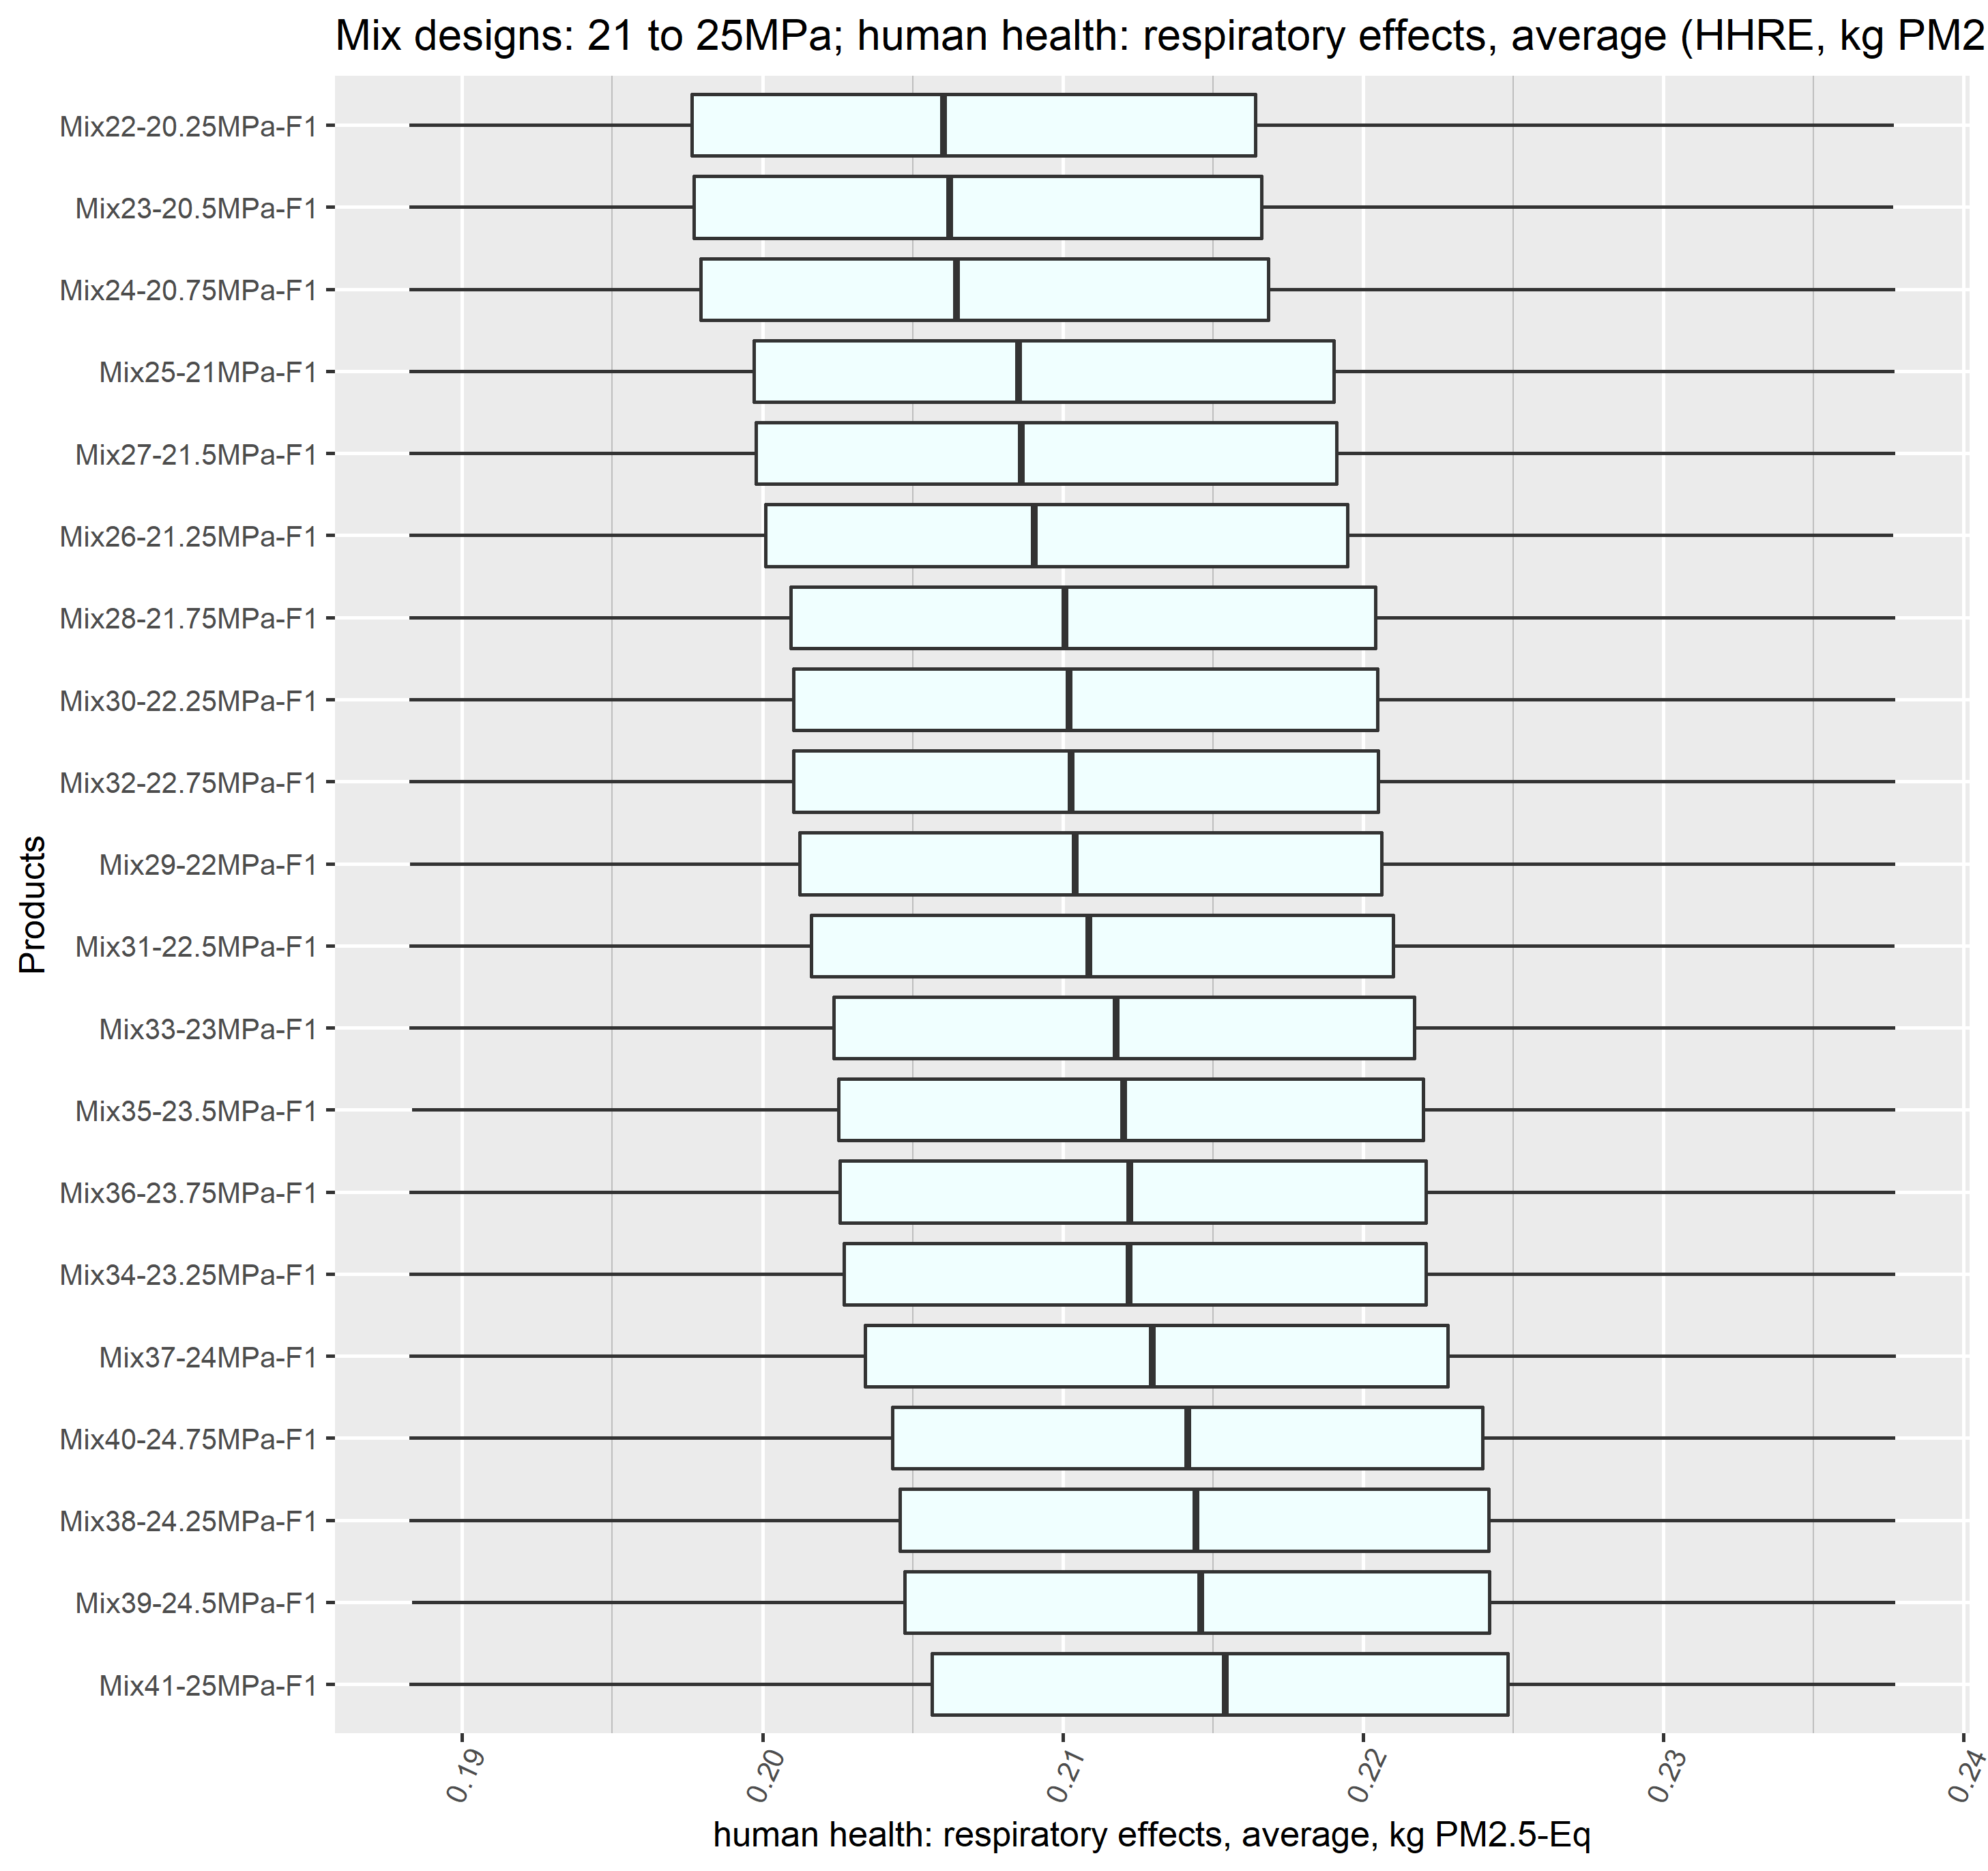 Mix designs: 21 to 25MPa; human health: respiratory effects, average (HHRE, kg PM2
Mix22-20.25MPa-F1
Mix23-20.5MPa-F1
Mix24-20.75MPa-F1
Mix25-21MPa-F1
Mix27-21.5MPa-F1
Mix26-21.25MPa-F1
Mix28-21.75MPa-F1
Mix30-22.25MPa-F1
Mix32-22.75MPa-F1
Mix29-22MPa-F1
Mix31-22.5MPa-F1
Mix33-23MPa-F1
Mix35-23.5MPa-F1
Mix36-23.75MPa-F1
Mix34-23.25MPa-F1
Mix37-24MPa-F1
Mix40-24.75MPa-F1
Mix38-24.25MPa-F1
Mix39-24.5MPa-F1
Mix41-25MPa-F1
Products
0.19
0.20
0.21
0.22
0.23
0.24
human health: respiratory effects, average, kg PM2.5-Eq